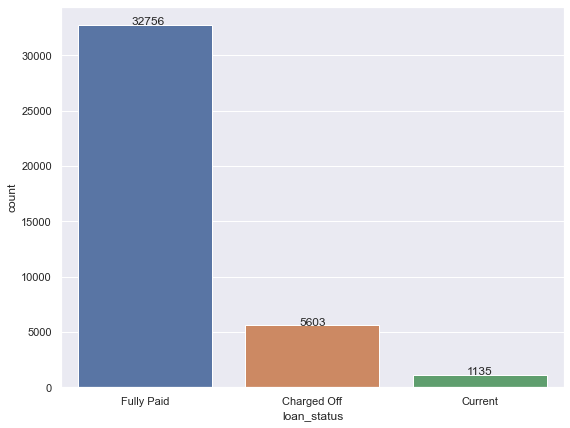 32756
30000
25000
20000
15000
10000
5000
0
count
5603
1135
Fully Paid
Charged Off
Current
loan_status